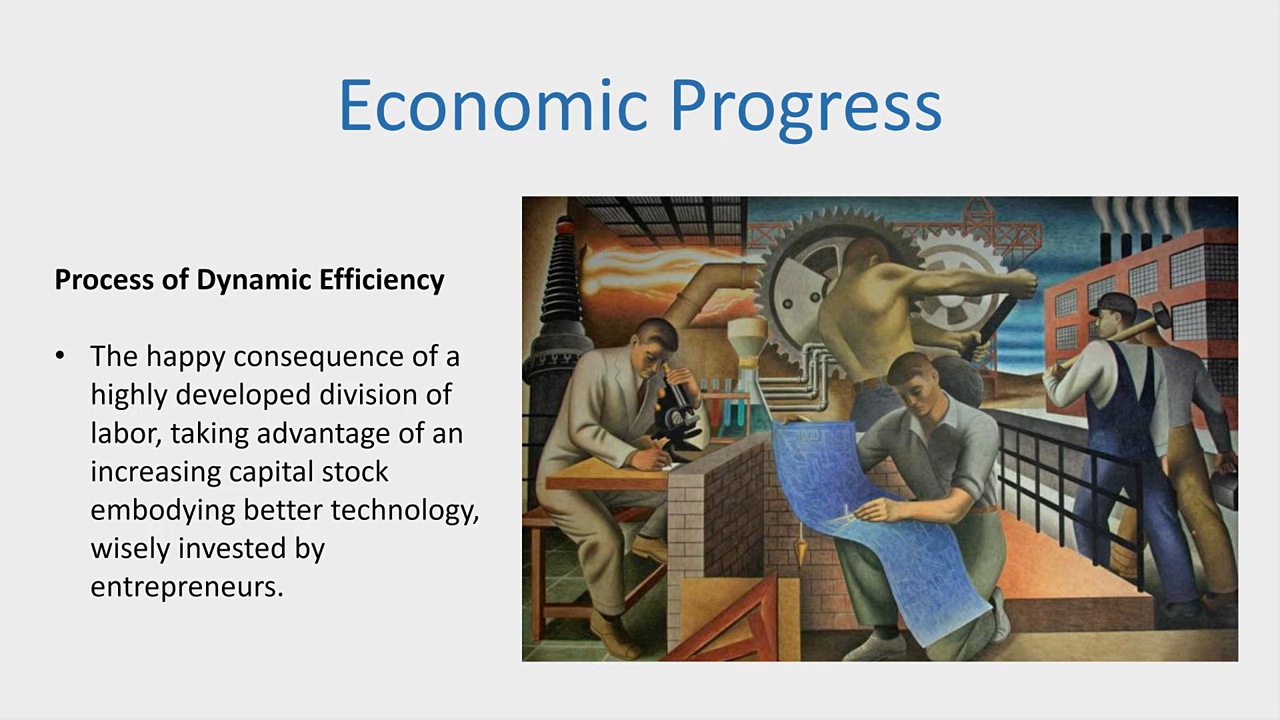 Economic Progress
Process of Dynamic Efficiency
• The happy consequence of a
highly developed division of
labor, taking advantage of an
increasing capital stock
embodying better technology,
wisely invested by
entrepreneurs.